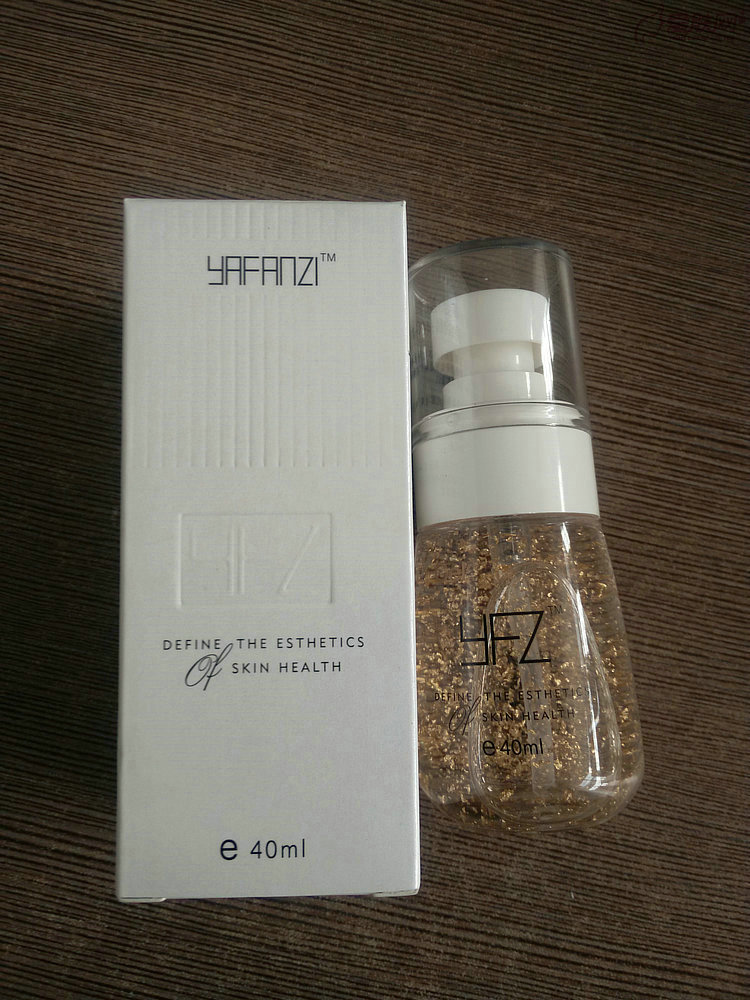 YAFANZI™
YFZ
DEFINE THE ESTHETICS
Of SKIN HEALTH
e 40ml
YFZ™
DEFINE THE ESTHETICS
Of SKIN HEALTH
e 40ml